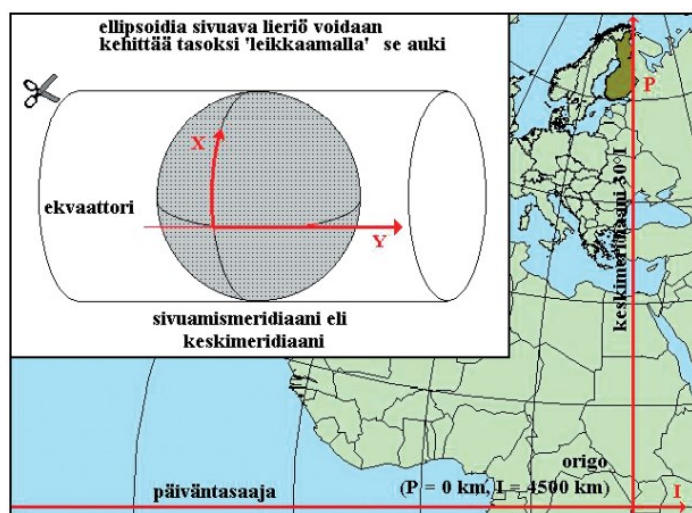 ellipsoidia sivuava lieriö voidaan
kehittää tasoksi 'leikkaamalla' se auki
X
ekvaattori
Y
sivuamismeridiaani eli
keskimeridiaani
P
keskimeridiaani 30°I
origo
(P = 0 km, I = 4500 km)
päiväntasaaja
I